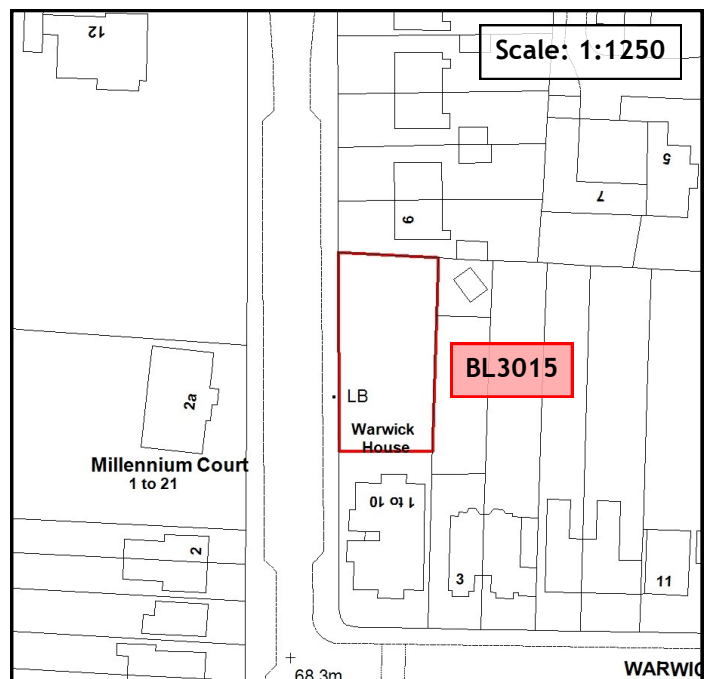 12
Scale: 1:1250
5
7
9
BL3015
LB
2a
Warwick
House
Millennium Court
1 to 21
1 to 10
2
3
11
68.3m
WARWIC